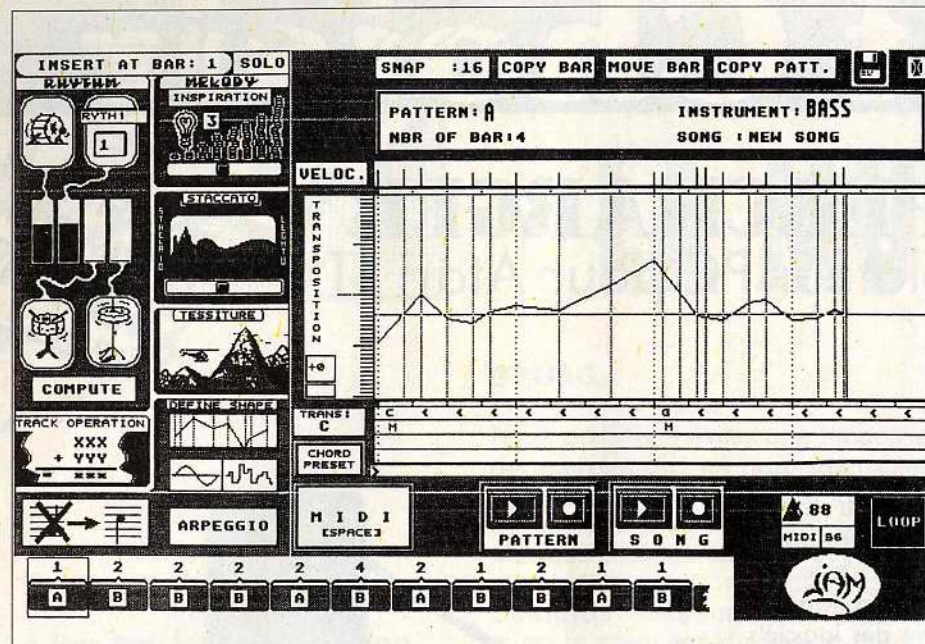 INSERT AT BAR: 1 SOLO
SNAP :16 COPY BAR MOVE BAR COPY PATT.
RHYTHM MELODY
INSPIRATION
RYTH1
3
1
PATTERN: A INSTRUMENT: BASS
NBR OF BAR:4 SONG : NEW SONG
VELOC.
STACCATO
STACCATO
LEGATO
TRANSPOSITION
TESSITURE
+0
COMPUTE
DEFINE SHAPE
TRANS: C
C < < < < < < < G < < < < < < <
M M
TRACK OPERATION
XXX
+ YYY
= xxx
CHORD PRESET
ARPEGGIO
MIDI
[SPACE]
PATTERN
SONG
88
MIDI 86
LOOP
1 2 2 2 2 4 2 1 2 1 1
A B B B A B B B B A B
JAM